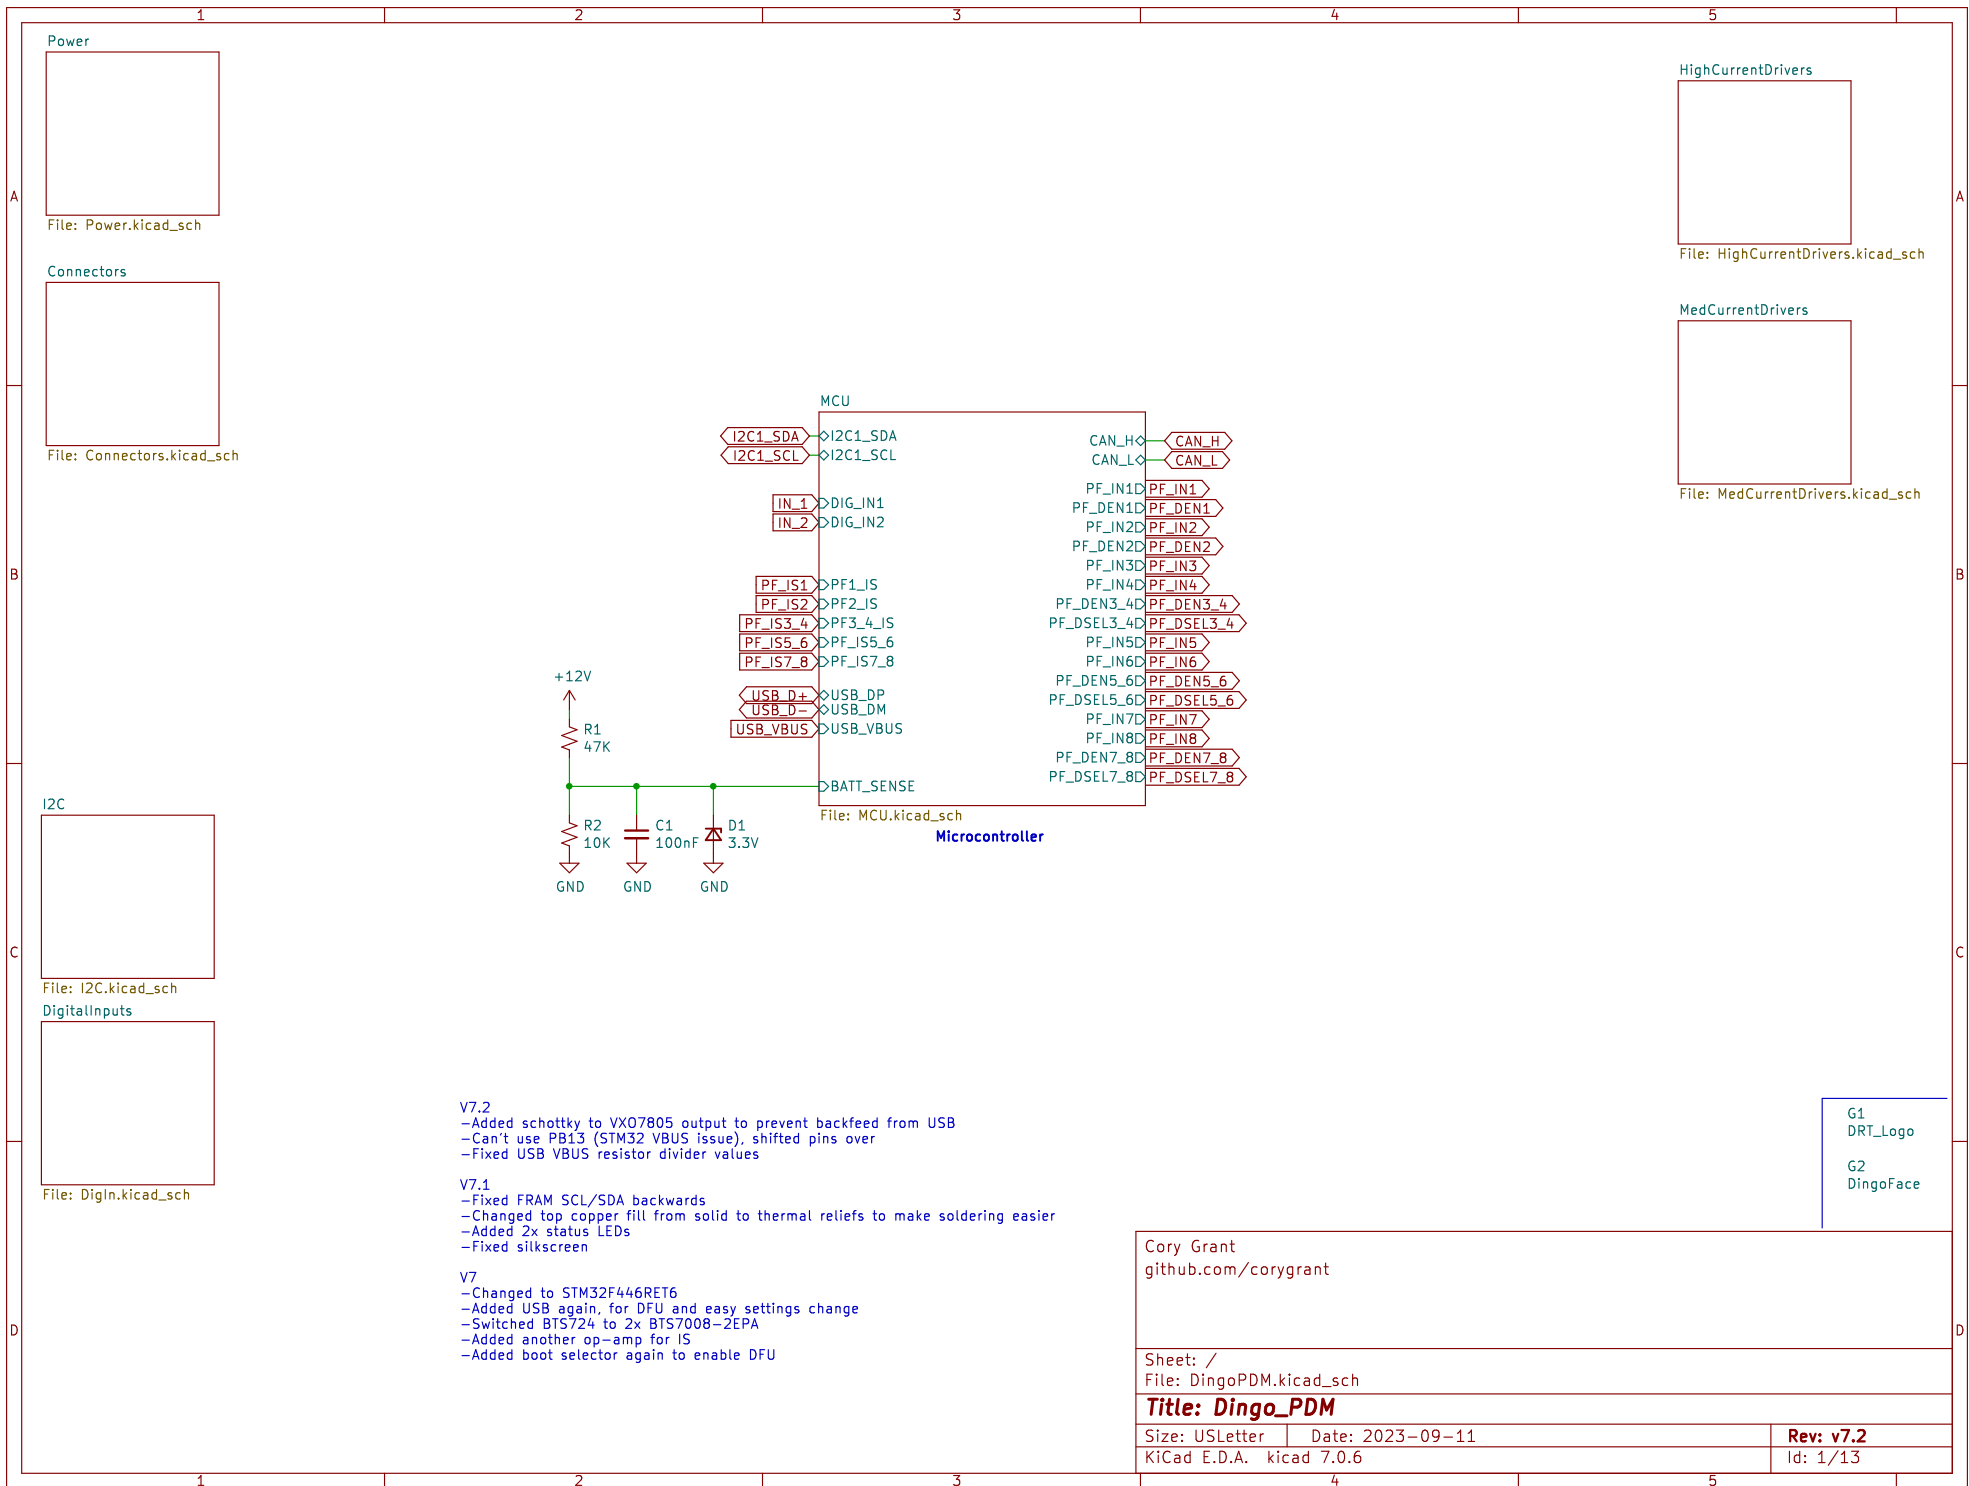 1 2 3 4 5
Power
File: Power.kicad_sch
Connectors
File: Connectors.kicad_sch
I2C
File: I2C.kicad_sch
DigitalInputs
File: DigIn.kicad_sch
HighCurrentDrivers
File: HighCurrentDrivers.kicad_sch
MedCurrentDrivers
File: MedCurrentDrivers.kicad_sch
A A
B B
C C
D D
MCU
I2C1_SDA I2C1_SDA
I2C1_SCL I2C1_SCL
IN_1 DIG_IN1
IN_2 DIG_IN2
PF_IS1 PF1_IS
PF_IS2 PF2_IS
PF_IS3_4 PF3_4_IS
PF_IS5_6 PF_IS5_6
PF_IS7_8 PF_IS7_8
USB_D+ USB_DP
USB_D- USB_DM
USB_VBUS USB_VBUS
BATT_SENSE
CAN_H CAN_H
CAN_L CAN_L
PF_IN1 PF_IN1
PF_DEN1 PF_DEN1
PF_IN2 PF_IN2
PF_DEN2 PF_DEN2
PF_IN3 PF_IN3
PF_IN4 PF_IN4
PF_DEN3_4 PF_DEN3_4
PF_DSEL3_4 PF_DSEL3_4
PF_IN5 PF_IN5
PF_IN6 PF_IN6
PF_DEN5_6 PF_DEN5_6
PF_DSEL5_6 PF_DSEL5_6
PF_IN7 PF_IN7
PF_IN8 PF_IN8
PF_DEN7_8 PF_DEN7_8
PF_DSEL7_8 PF_DSEL7_8
File: MCU.kicad_sch
Microcontroller
+12V
R1
47K
R2
10K
C1
100nF
D1
3.3V
GND GND GND
V7.2
-Added schottky to VXO7805 output to prevent backfeed from USB
-Can't use PB13 (STM32 VBUS issue), shifted pins over
-Fixed USB VBUS resistor divider values
V7.1
-Fixed FRAM SCL/SDA backwards
-Changed top copper fill from solid to thermal reliefs to make soldering easier
-Added 2x status LEDs
-Fixed silkscreen
V7
-Changed to STM32F446RET6
-Added USB again, for DFU and easy settings change
-Switched BTS724 to 2x BTS7008-2EPA
-Added another op-amp for IS
-Added boot selector again to enable DFU
G1
DRT_Logo
G2
DingoFace
Cory Grant
github.com/corygrant
Sheet: /
File: DingoPDM.kicad_sch
Title: Dingo_PDM
Size: USLetter Date: 2023-09-11 Rev: v7.2
KiCad E.D.A. kicad 7.0.6 Id: 1/13
1 2 3 4 5